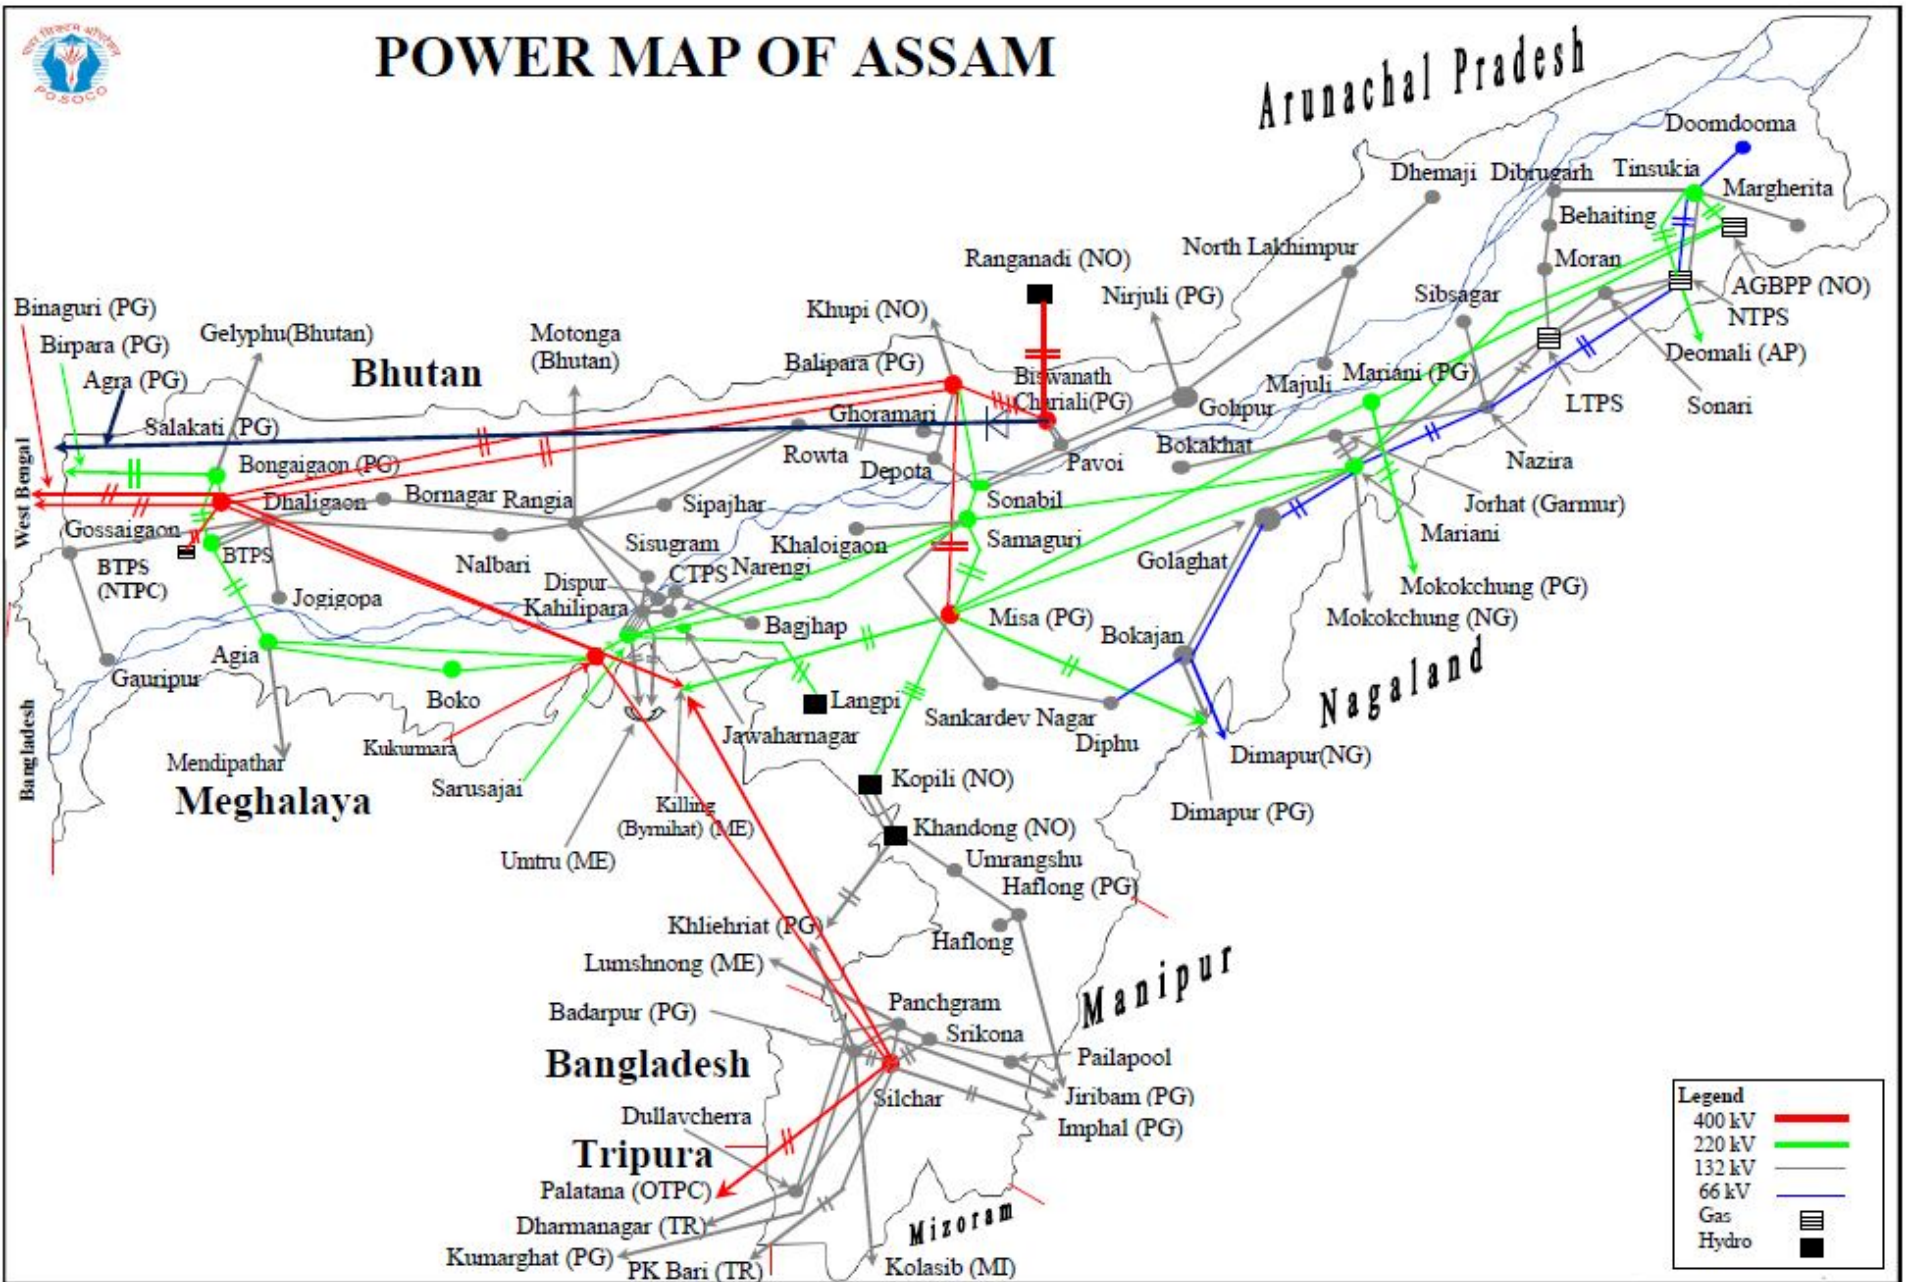 POWER MAP OF ASSAM
POSOCO
Arunachal Pradesh
Doomdooma
Dhemaji
Dibrugarh
Tinsukia
Margherita
Behaiting
North Lakhimpur
Moran
Ranganadi (NO)
Nirjuli (PG)
Sibsagar
AGBPP (NO)
NTPS
Binaguri (PG)
Khupi (NO)
Gelyphu(Bhutan)
Motonga
(Bhutan)
Birpara (PG)
Deomali (AP)
Agra (PG)
Bhutan
Balipara (PG)
Biswanath
Chariali(PG)
Majuli
Mariani (PG)
LTPS
Sonari
Salakati (PG)
Ghoramari
Gohpur
Bokakhat
West Bengal
Bongaigaon (PG)
Rowta
Depota
Pavoi
Nazira
Dhaligaon
Bornagar
Rangia
Sipajhar
Sonabil
Jorhat (Garmur)
Gossaigaon
Mariani
BTPS
(NTPC)
BTPS
Nalbari
Sisugram
Khaloigaon
Samaguri
Golaghat
Dispur
CTPS
Narengi
Mokokchung (PG)
Jogigopa
Kahilipara
Bagjhap
Misa (PG)
Mokokchung (NG)
Bokajan
Agia
Gauripur
Boko
Langpi
Nagaland
Sankardev Nagar
Jawaharnagar
Diphu
Bangladesh
Kukurmara
Dimapur(NG)
Mendipathar
Sarusajai
Kopili (NO)
Meghalaya
Killing
(Byrnihat) (ME)
Dimapur (PG)
Khandong (NO)
Umtru (ME)
Umrangshu
Haflong (PG)
Khliehriat (PG)
Haflong
Lumshnong (ME)
Manipur
Badarpur (PG)
Panchgram
Srikona
Bangladesh
Pailapool
Silchar
Jiribam (PG)
Imphal (PG)
Dullavcherra
Tripura
Palatana (OTPC)
Dharmanagar (TR)
Mizoram
Kumarghat (PG)
PK Bari (TR)
Kolasib (MI)
Legend
400 kV
220 kV
132 kV
66 kV
Gas
Hydro